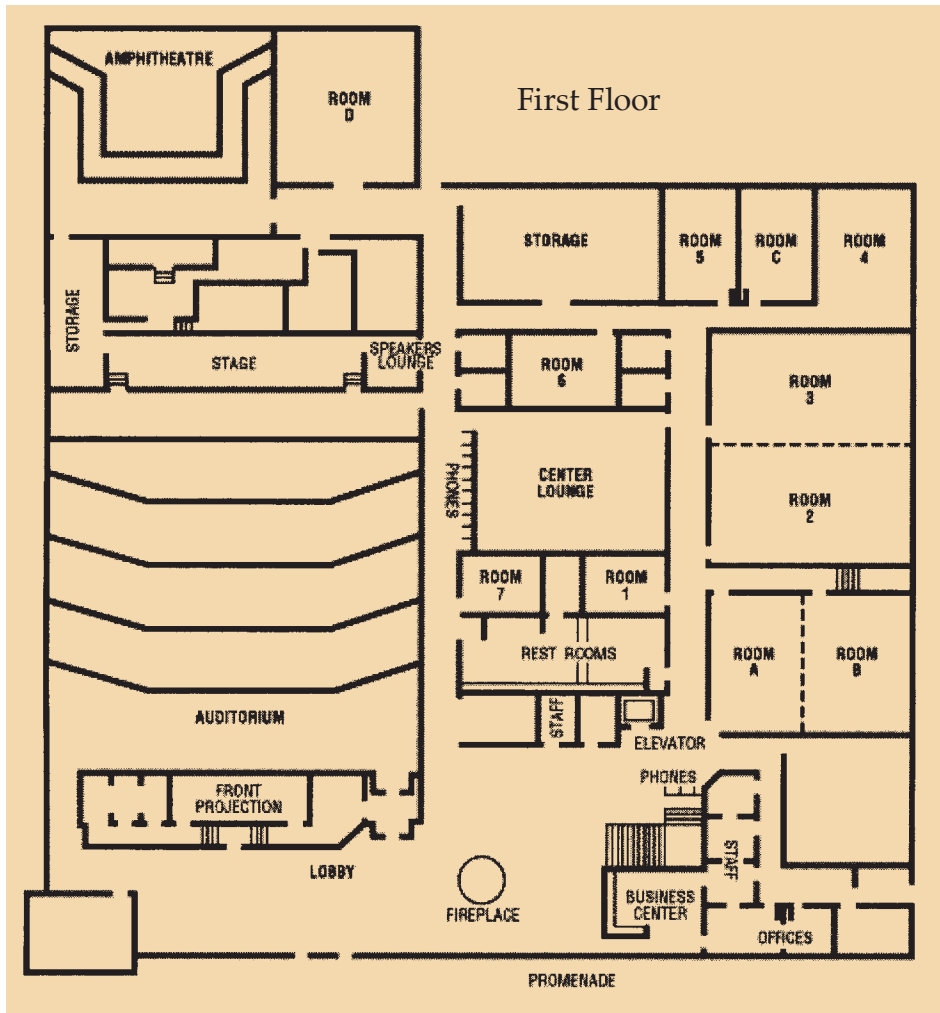 AMPHITHEATRE
ROOM
D
First Floor
STORAGE
ROOM
5
ROOM
C
ROOM
4
STORAGE
STAGE
SPEAKERS
LOUNGE
ROOM
6
ROOM
3
PHONES
CENTER
LOUNGE
ROOM
2
ROOM
7
ROOM
1
REST ROOMS
ROOM
A
ROOM
B
AUDITORIUM
STAFF
ELEVATOR
PHONES
FRONT
PROJECTION
STAFF
LOBBY
FIREPLACE
BUSINESS
CENTER
OFFICES
PROMENADE